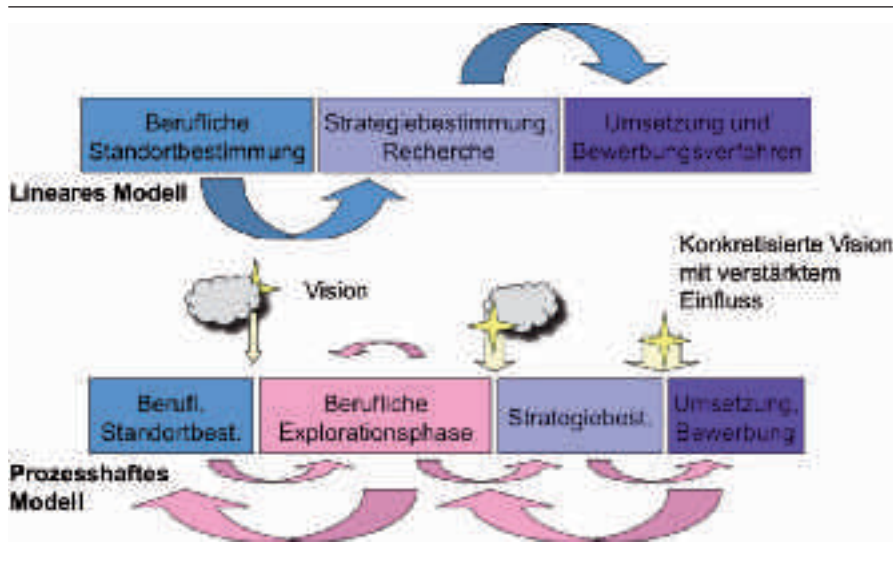 Berufliche
Standortbestimmung
Strategiebestimmung,
Recherche
Umsetzung und
Bewerbungsverfahren
Lineares Modell
Vision
Konkretisierte Vision
mit verstärktem
Einfluss
Berufl.
Standortbest.
Berufliche
Explorationsphase
Strategiebest.
Umsetzung,
Bewerbung
Prozesshaftes
Modell